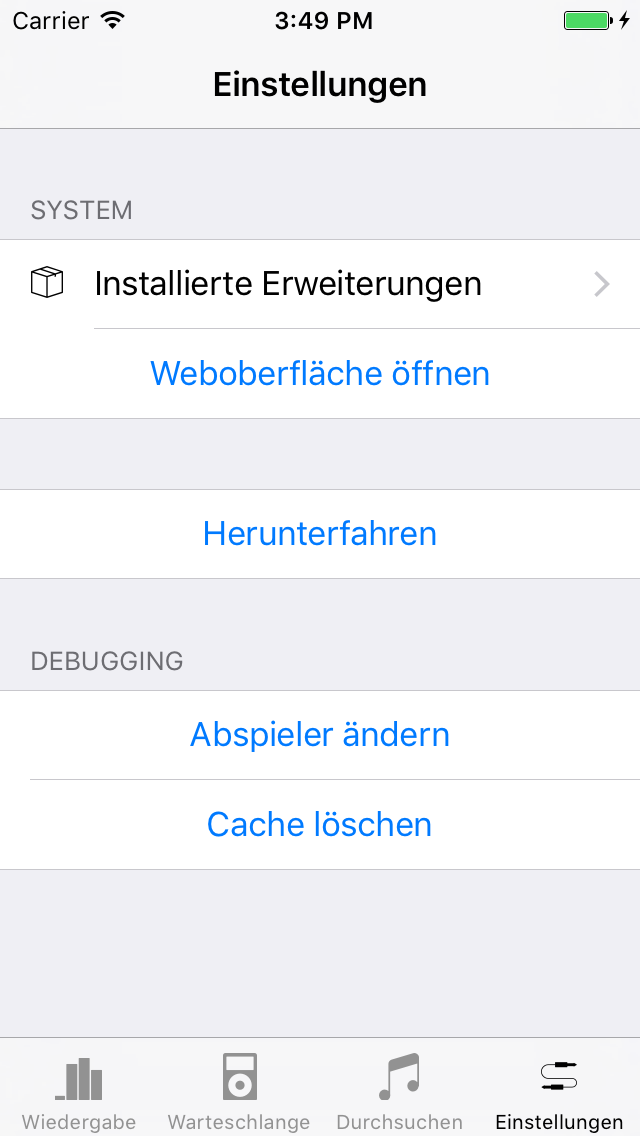 Carrier 3:49 PM
Einstellungen
SYSTEM
Installierte Erweiterungen
Weboberfläche öffnen
Herunterfahren
DEBUGGING
Abspieler ändern
Cache löschen
Wiedergabe Warteschlange Durchsuchen Einstellungen